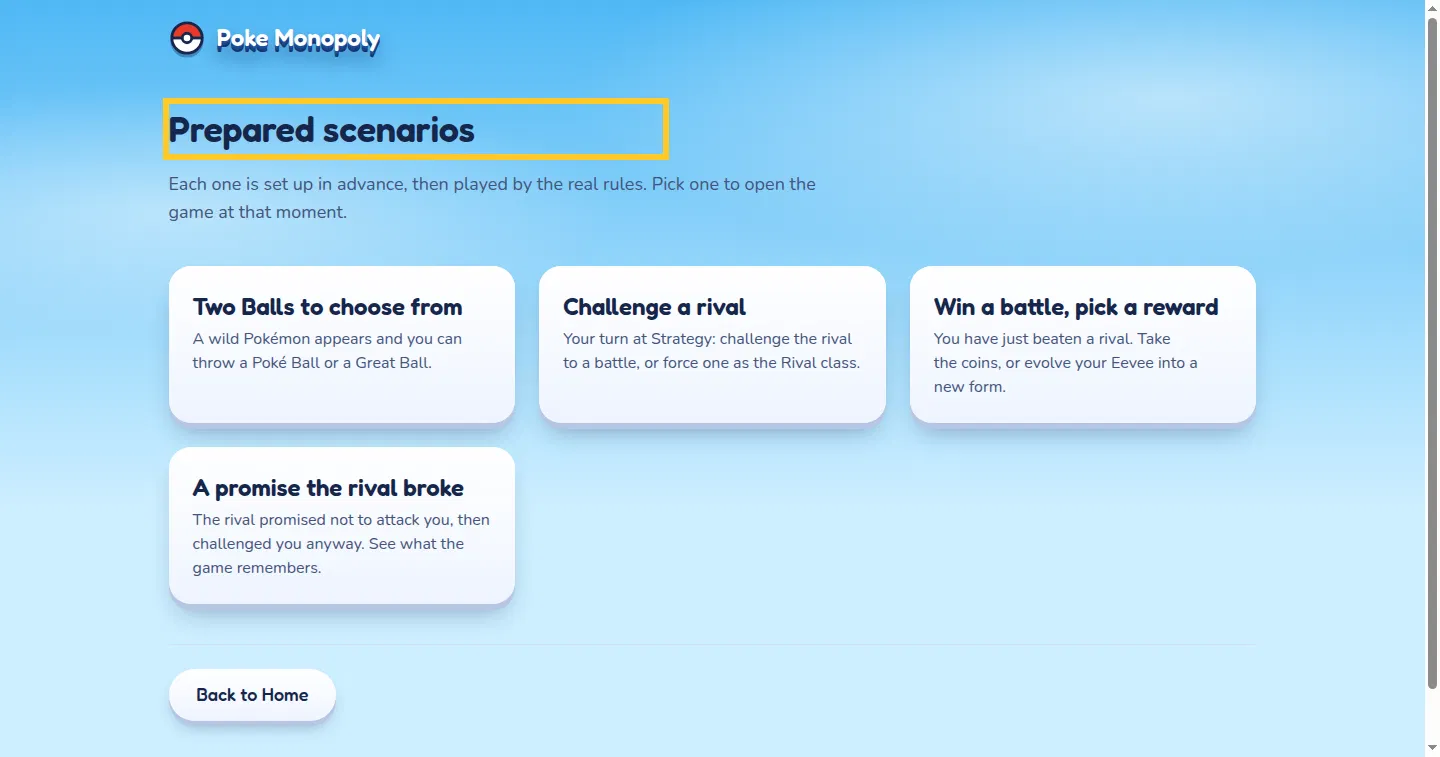 Poke Monopoly
Prepared scenarios
Each one is set up in advance, then played by the real rules. Pick one to open the
game at that moment.
Two Balls to choose from
A wild Pokémon appears and you can
throw a Poké Ball or a Great Ball.
Challenge a rival
Your turn at Strategy: challenge the rival
to a battle, or force one as the Rival class.
Win a battle, pick a reward
You have just beaten a rival. Take
the coins, or evolve your Eevee into a
new form.
A promise the rival broke
The rival promised not to attack you, then
challenged you anyway. See what the
game remembers.
Back to Home